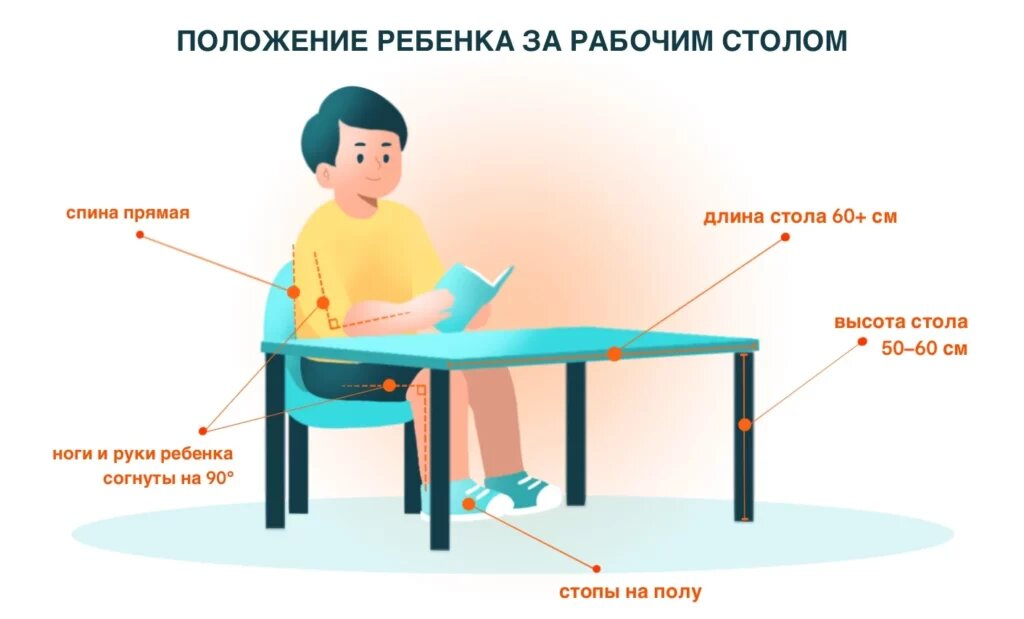 ПОЛОЖЕНИЕ РЕБЕНКА ЗА РАБОЧИМ СТОЛОМ
спина прямая
длина стола 60+ см
высота стола
50–60 см
ноги и руки ребенка
согнуты на 90°
стопы на полу